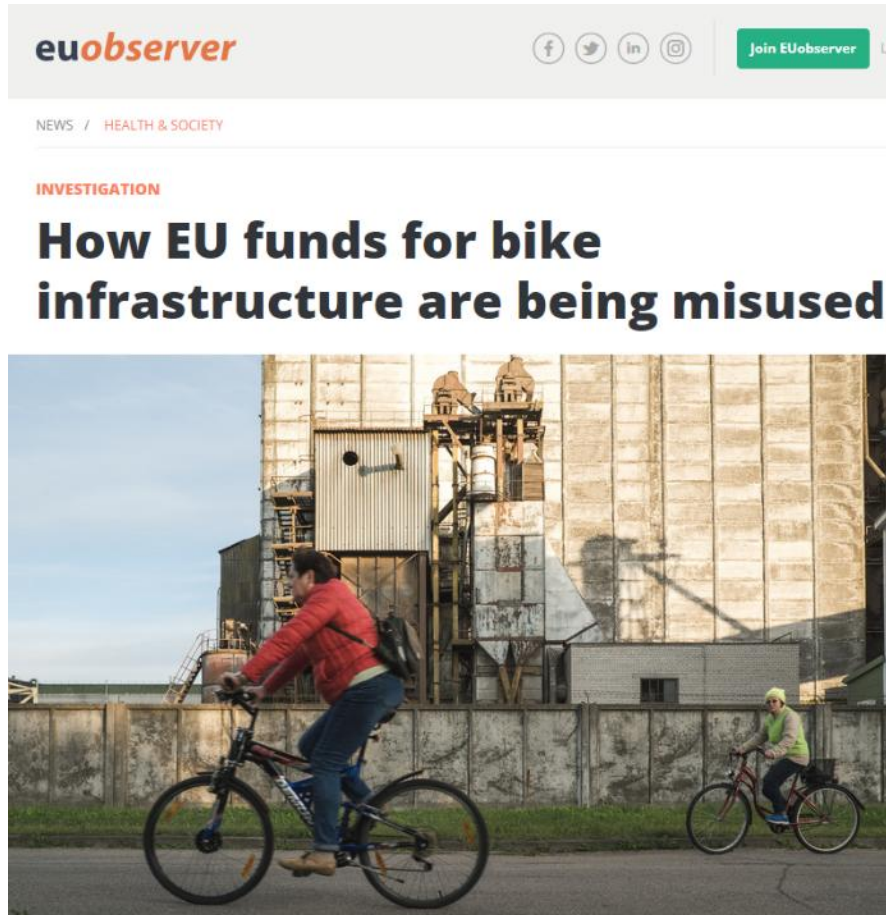 euobserver
Join EUobserver
NEWS / HEALTH & SOCIETY
INVESTIGATION
How EU funds for bike
infrastructure are being misused